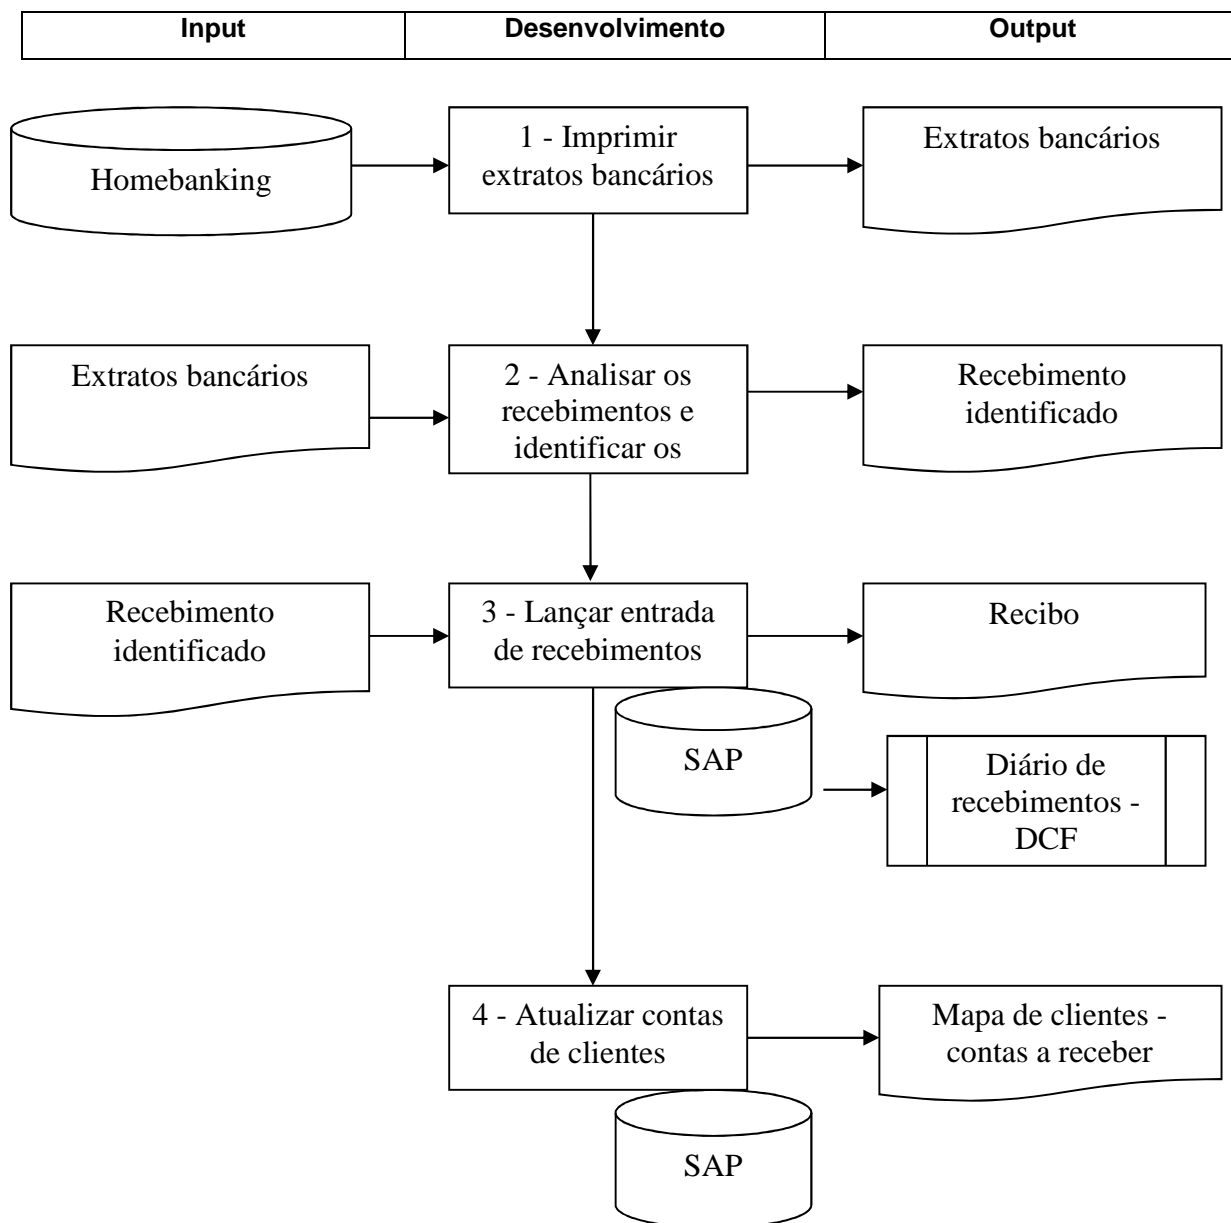 Input
Desenvolvimento
Output
Homebanking
1 - Imprimir
extratos bancários
Extratos bancários
Extratos bancários
2 - Analisar os
recebimentos e
identificar os
Recebimento
identificado
Recebimento
identificado
3 - Lançar entrada
de recebimentos
Recibo
SAP
Diário de
recebimentos -
DCF
4 - Atualizar contas
de clientes
Mapa de clientes -
contas a receber
SAP